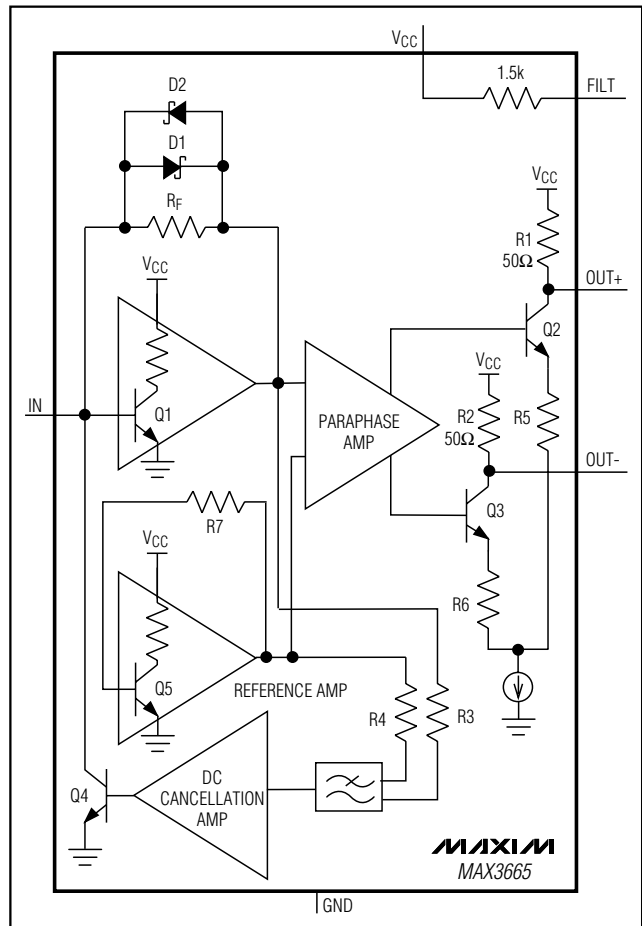 VCC
1.5k
FILT
D2
D1
RF
VCC
VCC
R1
50Ω
OUT+
Q2
IN
Q1
PARAPHASE
AMP
VCC
R2
50Ω
R5
OUT-
Q3
R7
VCC
R6
Q5
REFERENCE AMP
R4
R3
Q4
DC
CANCELLATION
AMP
MAXIM
MAX3665
GND